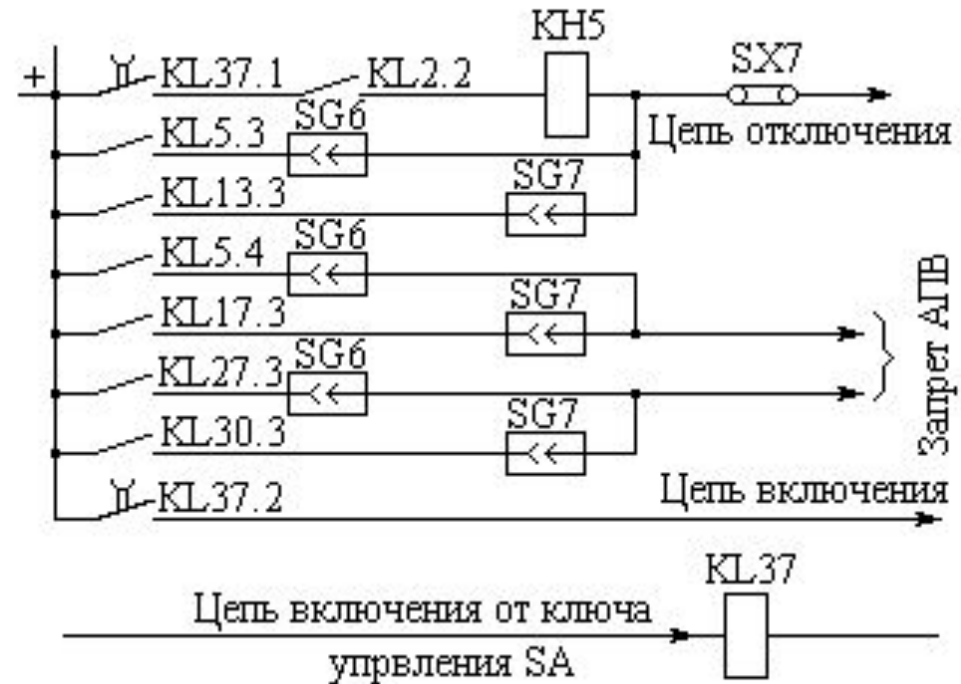 KH5
SX7
+
KL37.1
KL2.2
Цепь отключения
KL5.3
SG6
KL13.3
SG7
KL5.4
SG6
KL17.3
SG7
Запрет АПВ
KL27.3
SG6
KL30.3
SG7
KL37.2
Цепь включения
KL37
Цепь включения от ключа
упрвления SA